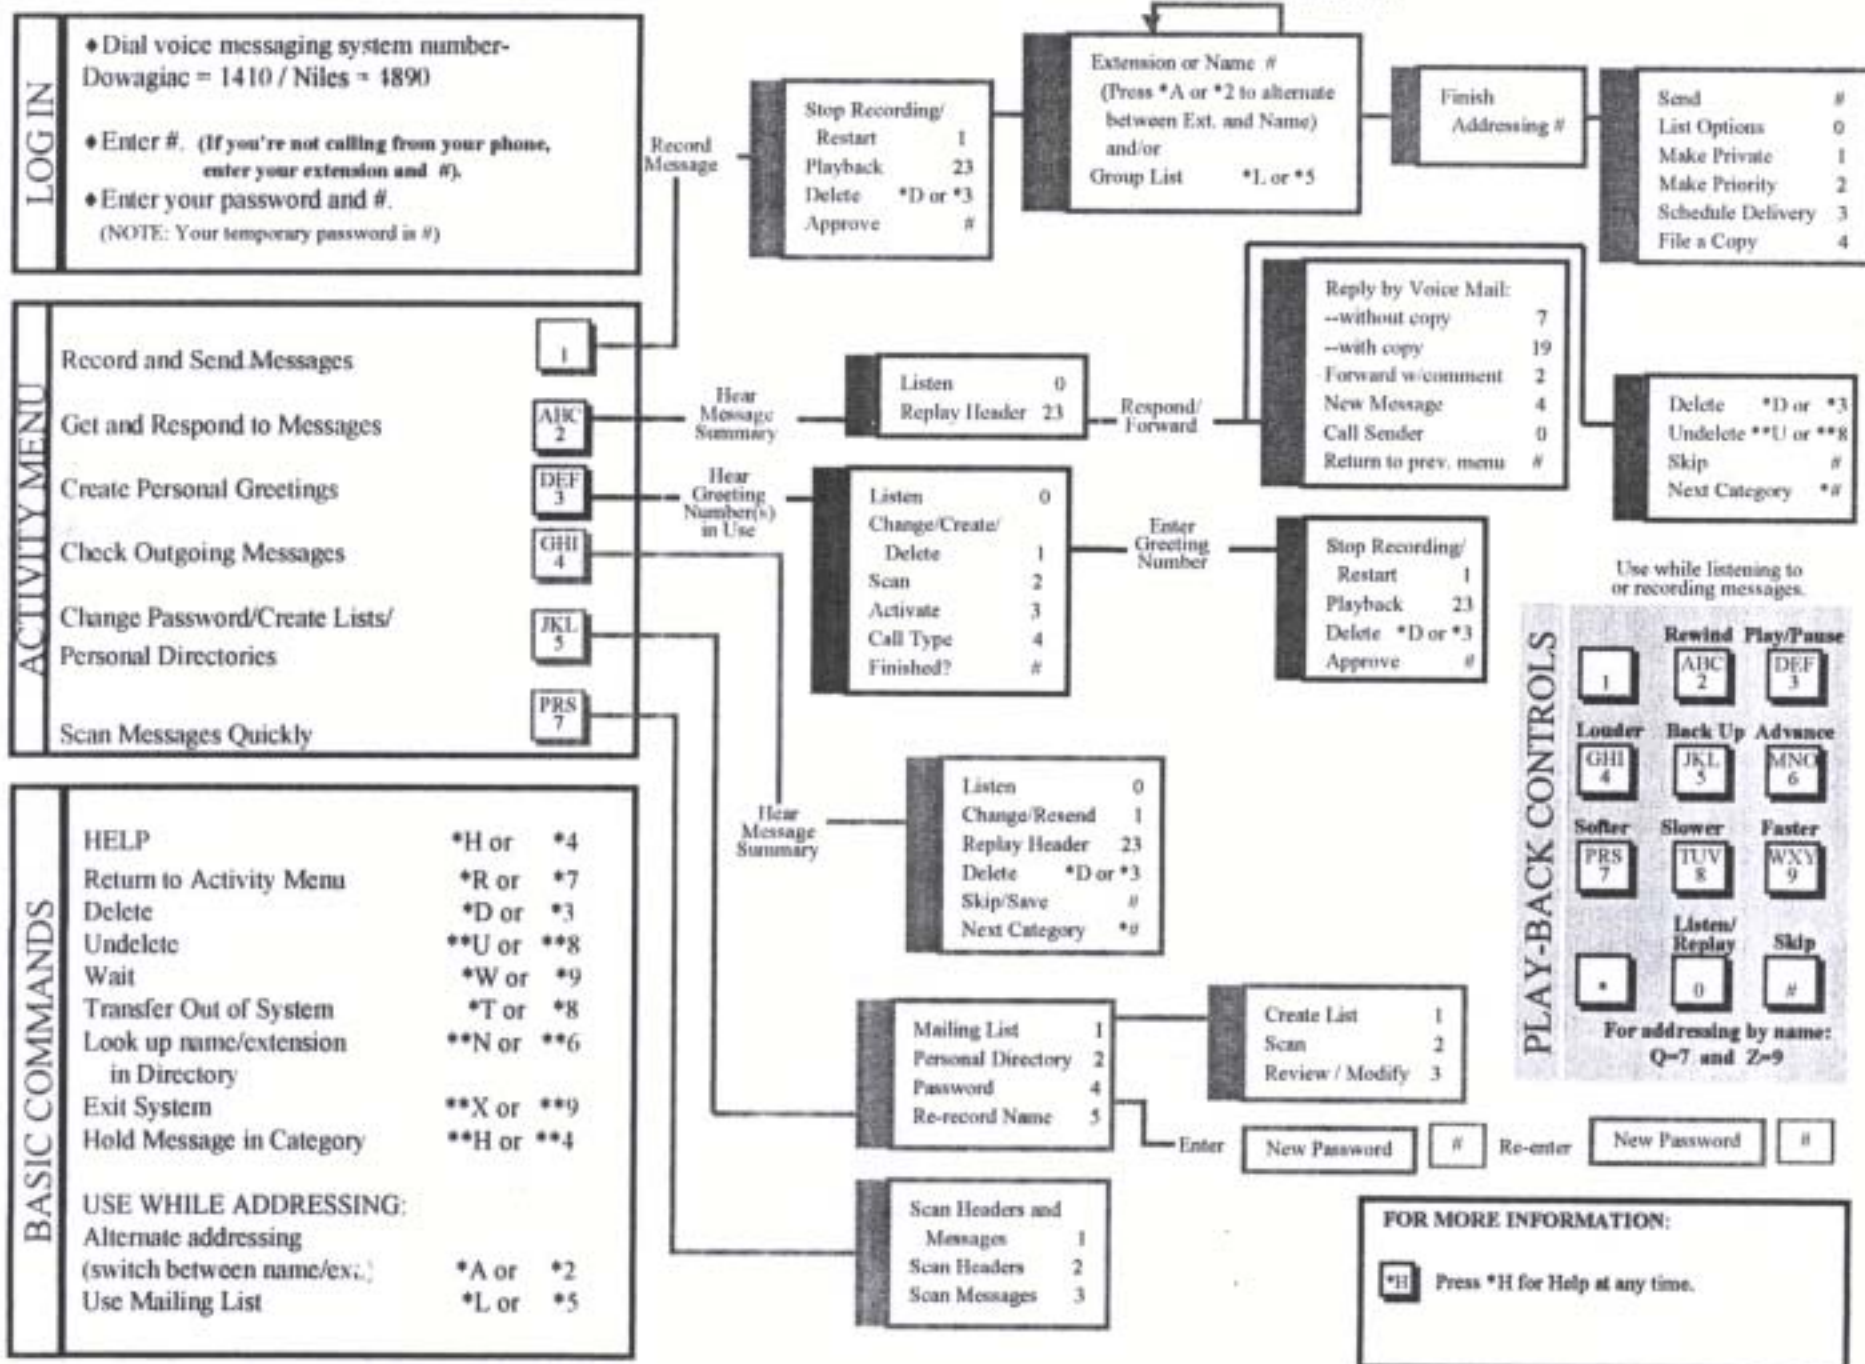 LOG IN
♦Dial voice messaging system number-
Dowagiac = 1410 / Niles = 4890
♦Enter #. (If you're not calling from your phone,
enter your extension and #).
♦Enter your password and #.
(NOTE: Your temporary password is #)
Record
Message
Stop Recording/
Restart 1
Playback 23
Delete *D or *3
Approve #
Extension or Name #
(Press *A or *2 to alternate
between Ext. and Name)
and/or
Group List *L or *5
Finish
Addressing #
Send #
List Options 0
Make Private 1
Make Priority 2
Schedule Delivery 3
File a Copy 4
ACTIVITY MENU
Record and Send Messages 1
Get and Respond to Messages ABC 2
Create Personal Greetings DEF 3
Check Outgoing Messages GHI 4
Change Password/Create Lists/
Personal Directories JKL 5
Scan Messages Quickly PRS 7
Hear
Message
Summary
Listen 0
Replay Header 23
Respond/
Forward
Reply by Voice Mail:
--without copy 7
--with copy 19
Forward w/comment 2
New Message 4
Call Sender 0
Return to prev. menu #
Delete *D or *3
Undelete **U or **8
Skip #
Next Category *#
Hear
Greeting
Number(s)
in Use
Listen 0
Change/Create/
Delete 1
Scan 2
Activate 3
Call Type 4
Finished? #
Enter
Greeting
Number
Stop Recording/
Restart 1
Playback 23
Delete *D or *3
Approve #
Hear
Message
Summary
Listen 0
Change/Resend 1
Replay Header 23
Delete *D or *3
Skip/Save #
Next Category *#
Use while listening to
or recording messages.
PLAY-BACK CONTROLS
Rewind Play/Pause
1 ABC 2 DEF 3
Louder Back Up Advance
GHI 4 JKL 5 MNO 6
Softer Slower Faster
PRS 7 TUV 8 WXY 9
Listen/
Replay Skip
* 0 #
For addressing by name:
Q=7 and Z=9
BASIC COMMANDS
HELP *H or *4
Return to Activity Menu *R or *7
Delete *D or *3
Undelete **U or **8
Wait *W or *9
Transfer Out of System *T or *8
Look up name/extension **N or **6
in Directory
Exit System **X or **9
Hold Message in Category **H or **4
USE WHILE ADDRESSING:
Alternate addressing
(switch between name/ext.) *A or *2
Use Mailing List *L or *5
Mailing List 1
Personal Directory 2
Password 4
Re-record Name 5
Create List 1
Scan 2
Review / Modify 3
Enter New Password # Re-enter New Password #
Scan Headers and
Messages 1
Scan Headers 2
Scan Messages 3
FOR MORE INFORMATION:
*H Press *H for Help at any time.